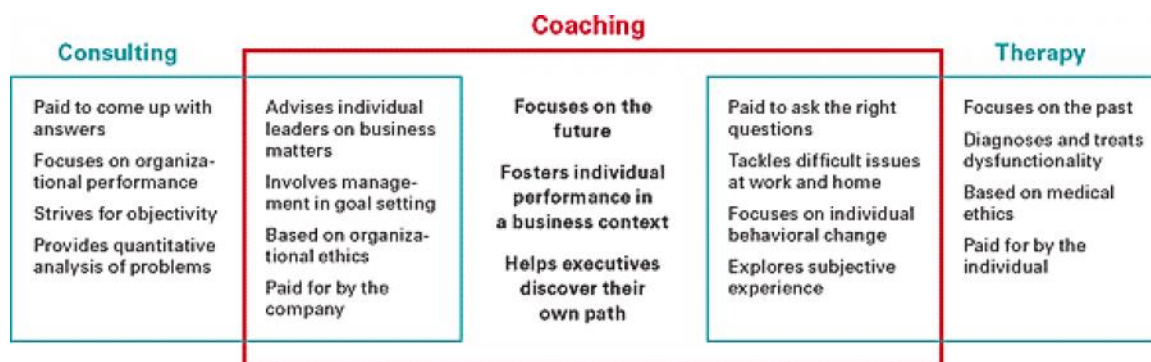 Coaching
Consulting
Therapy
Paid to come up with
answers
Focuses on organiza-
tional performance
Strives for objectivity
Provides quantitative
analysis of problems
Advises individual
leaders on business
matters
Involves manage-
ment in goal setting
Based on organiza-
tional ethics
Paid for by the
company
Focuses on the
future
Fosters individual
performance in
a business context
Helps executives
discover their
own path
Paid to ask the right
questions
Tackles difficult issues
at work and home
Focuses on individual
behavioral change
Explores subjective
experience
Focuses on the past
Diagnoses and treats
dysfunctionality
Based on medical
ethics
Paid for by the
individual